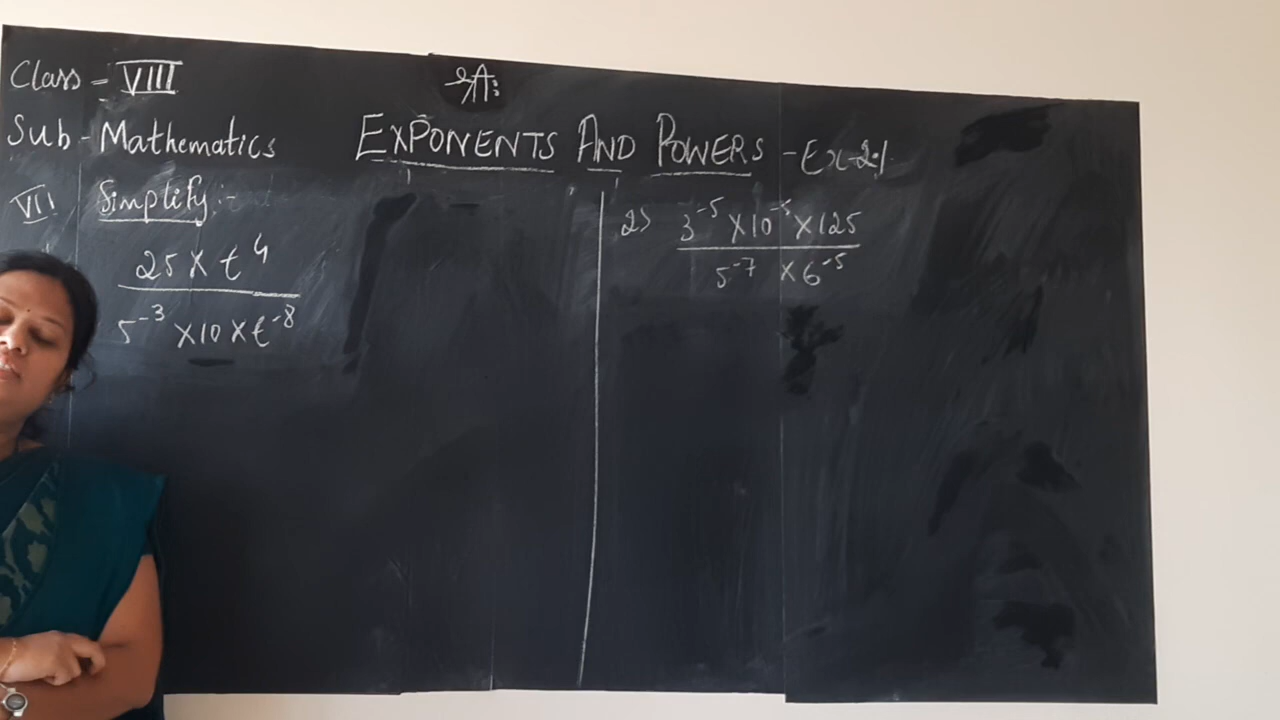 Class - VIII
Sub - Mathematics
EXPONENTS AND POWERS - Ex-2.1
VII Simplify :-
25 × t^4
5^-3 × 10 × t^-8
2) 3^-5 × 10^-5 × 125
5^-7 × 6^-5